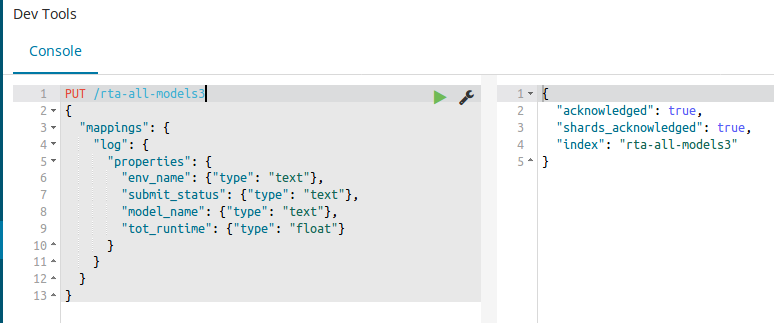 Dev Tools
Console
1 PUT /rta-all-models3
2 {
3 "mappings": {
4 "log": {
5 "properties": {
6 "env_name": {"type": "text"},
7 "submit_status": {"type": "text"},
8 "model_name": {"type": "text"},
9 "tot_runtime": {"type": "float"}
10 }
11 }
12 }
13 }
1 {
2 "acknowledged": true,
3 "shards_acknowledged": true,
4 "index": "rta-all-models3"
5 }